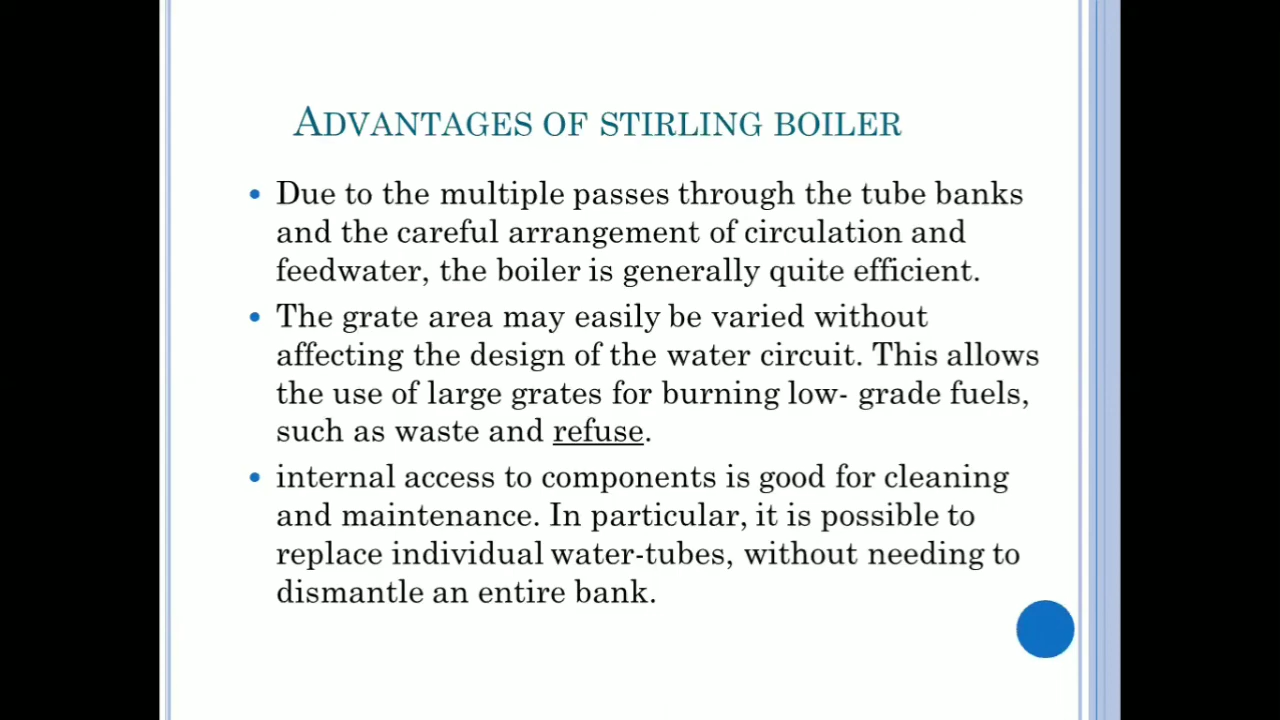 ADVANTAGES OF STIRLING BOILER
• Due to the multiple passes through the tube banks
and the careful arrangement of circulation and
feedwater, the boiler is generally quite efficient.
• The grate area may easily be varied without
affecting the design of the water circuit. This allows
the use of large grates for burning low- grade fuels,
such as waste and refuse.
• internal access to components is good for cleaning
and maintenance. In particular, it is possible to
replace individual water-tubes, without needing to
dismantle an entire bank.